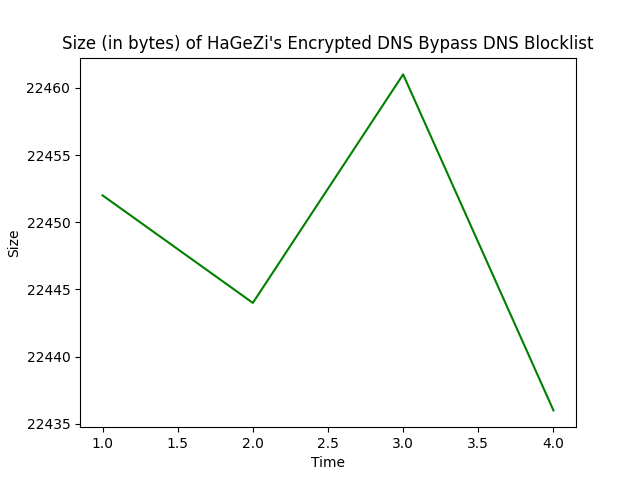 Size (in bytes) of HaGeZi's Encrypted DNS Bypass DNS Blocklist
22460
22455
22450
22445
22440
22435
Size
1.0 1.5 2.0 2.5 3.0 3.5 4.0
Time